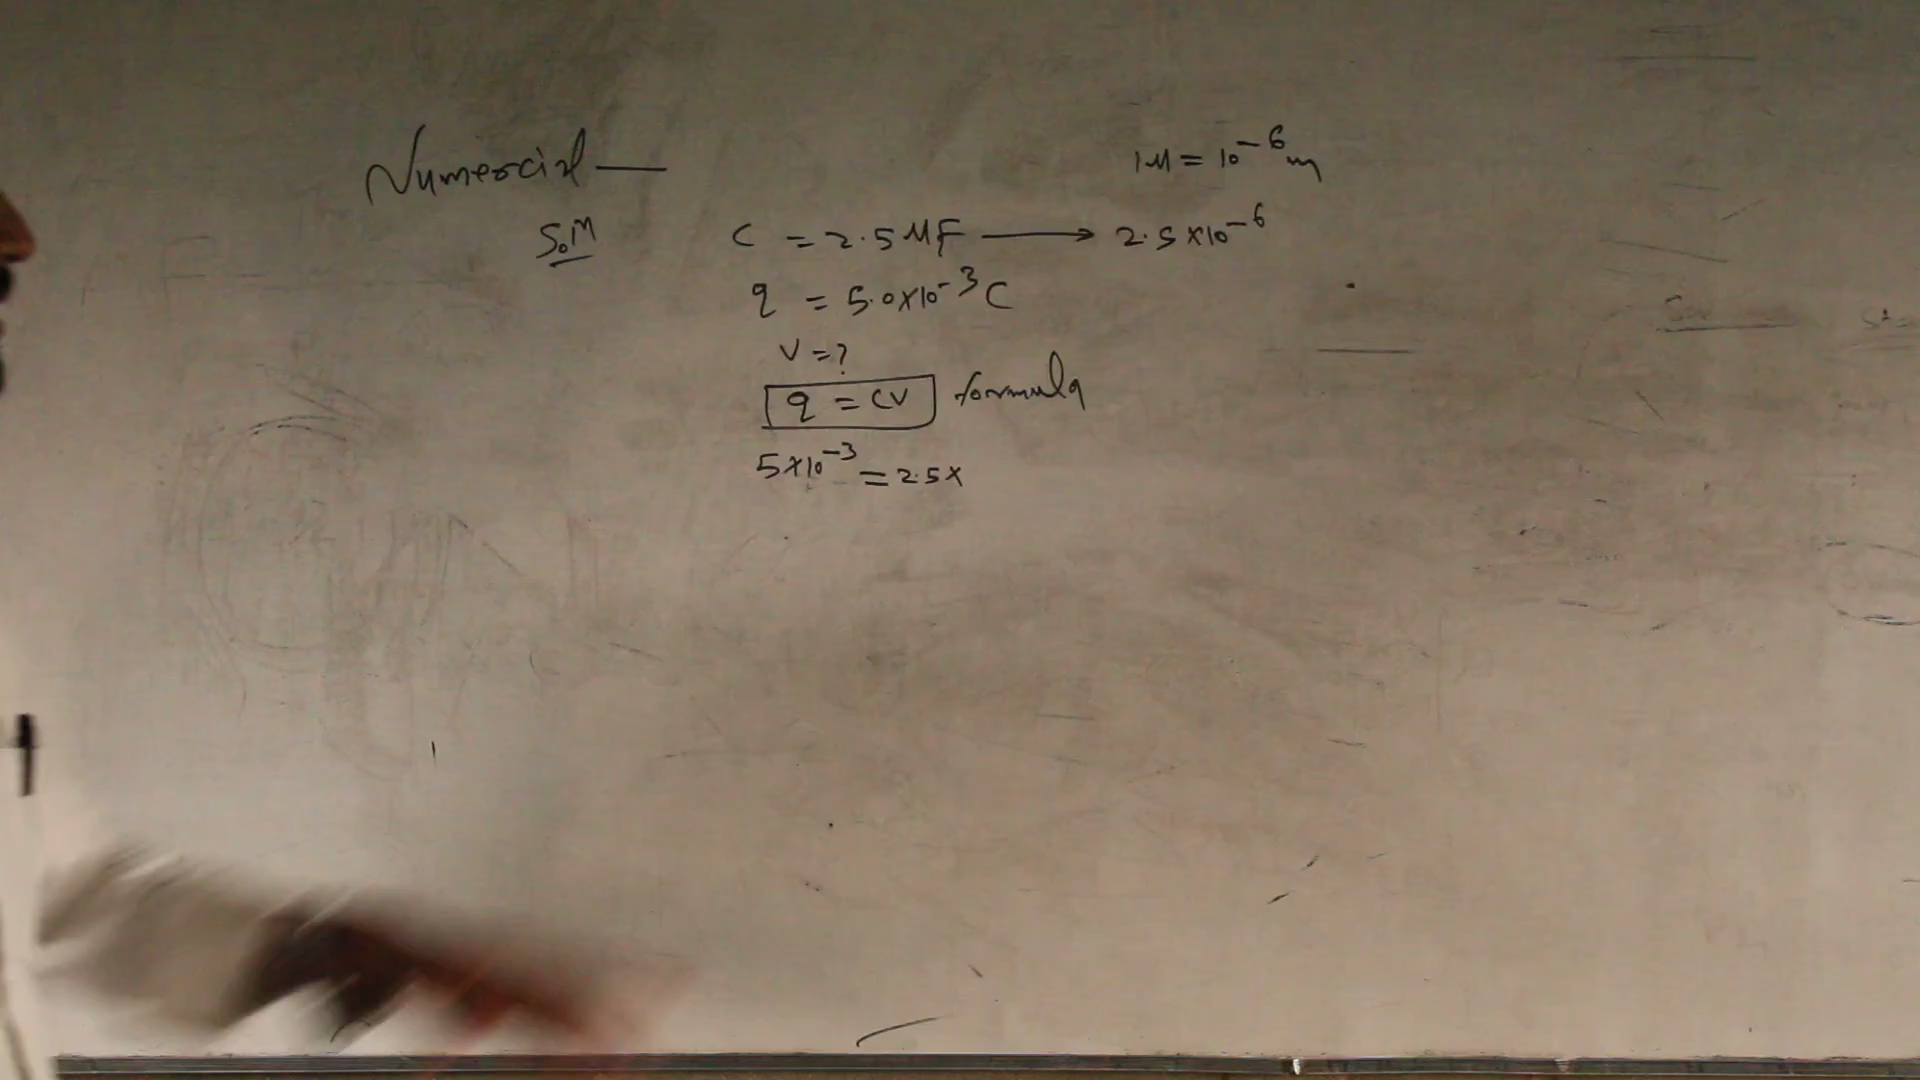 Numercial —
1μ = 10⁻⁶ m
Solⁿ C = 2.5 μF ⟶ 2.5 ×10⁻⁶
q = 5.0×10⁻³ C
V = ?
q = CV formula
5×10⁻³ = 2.5×